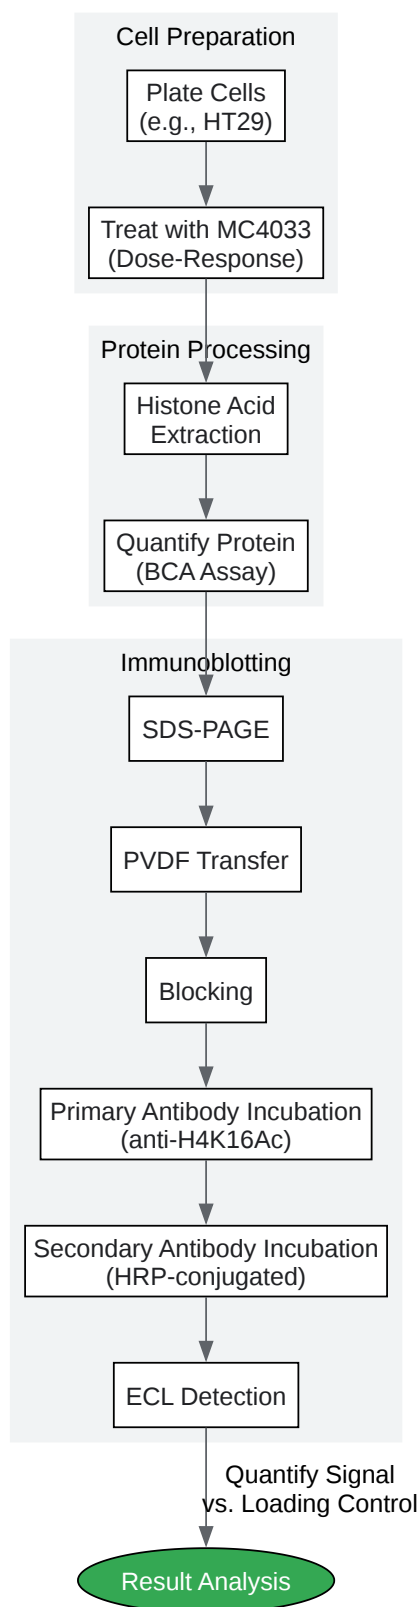 Cell Preparation
Plate Cells
(e.g., HT29)
Treat with MC4033
(Dose-Response)
Protein Processing
Histone Acid
Extraction
Quantify Protein
(BCA Assay)
Immunoblotting
SDS-PAGE
PVDF Transfer
Blocking
Primary Antibody Incubation
(anti-H4K16Ac)
Secondary Antibody Incubation
(HRP-conjugated)
ECL Detection
Quantify Signal
vs. Loading Control
Result Analysis